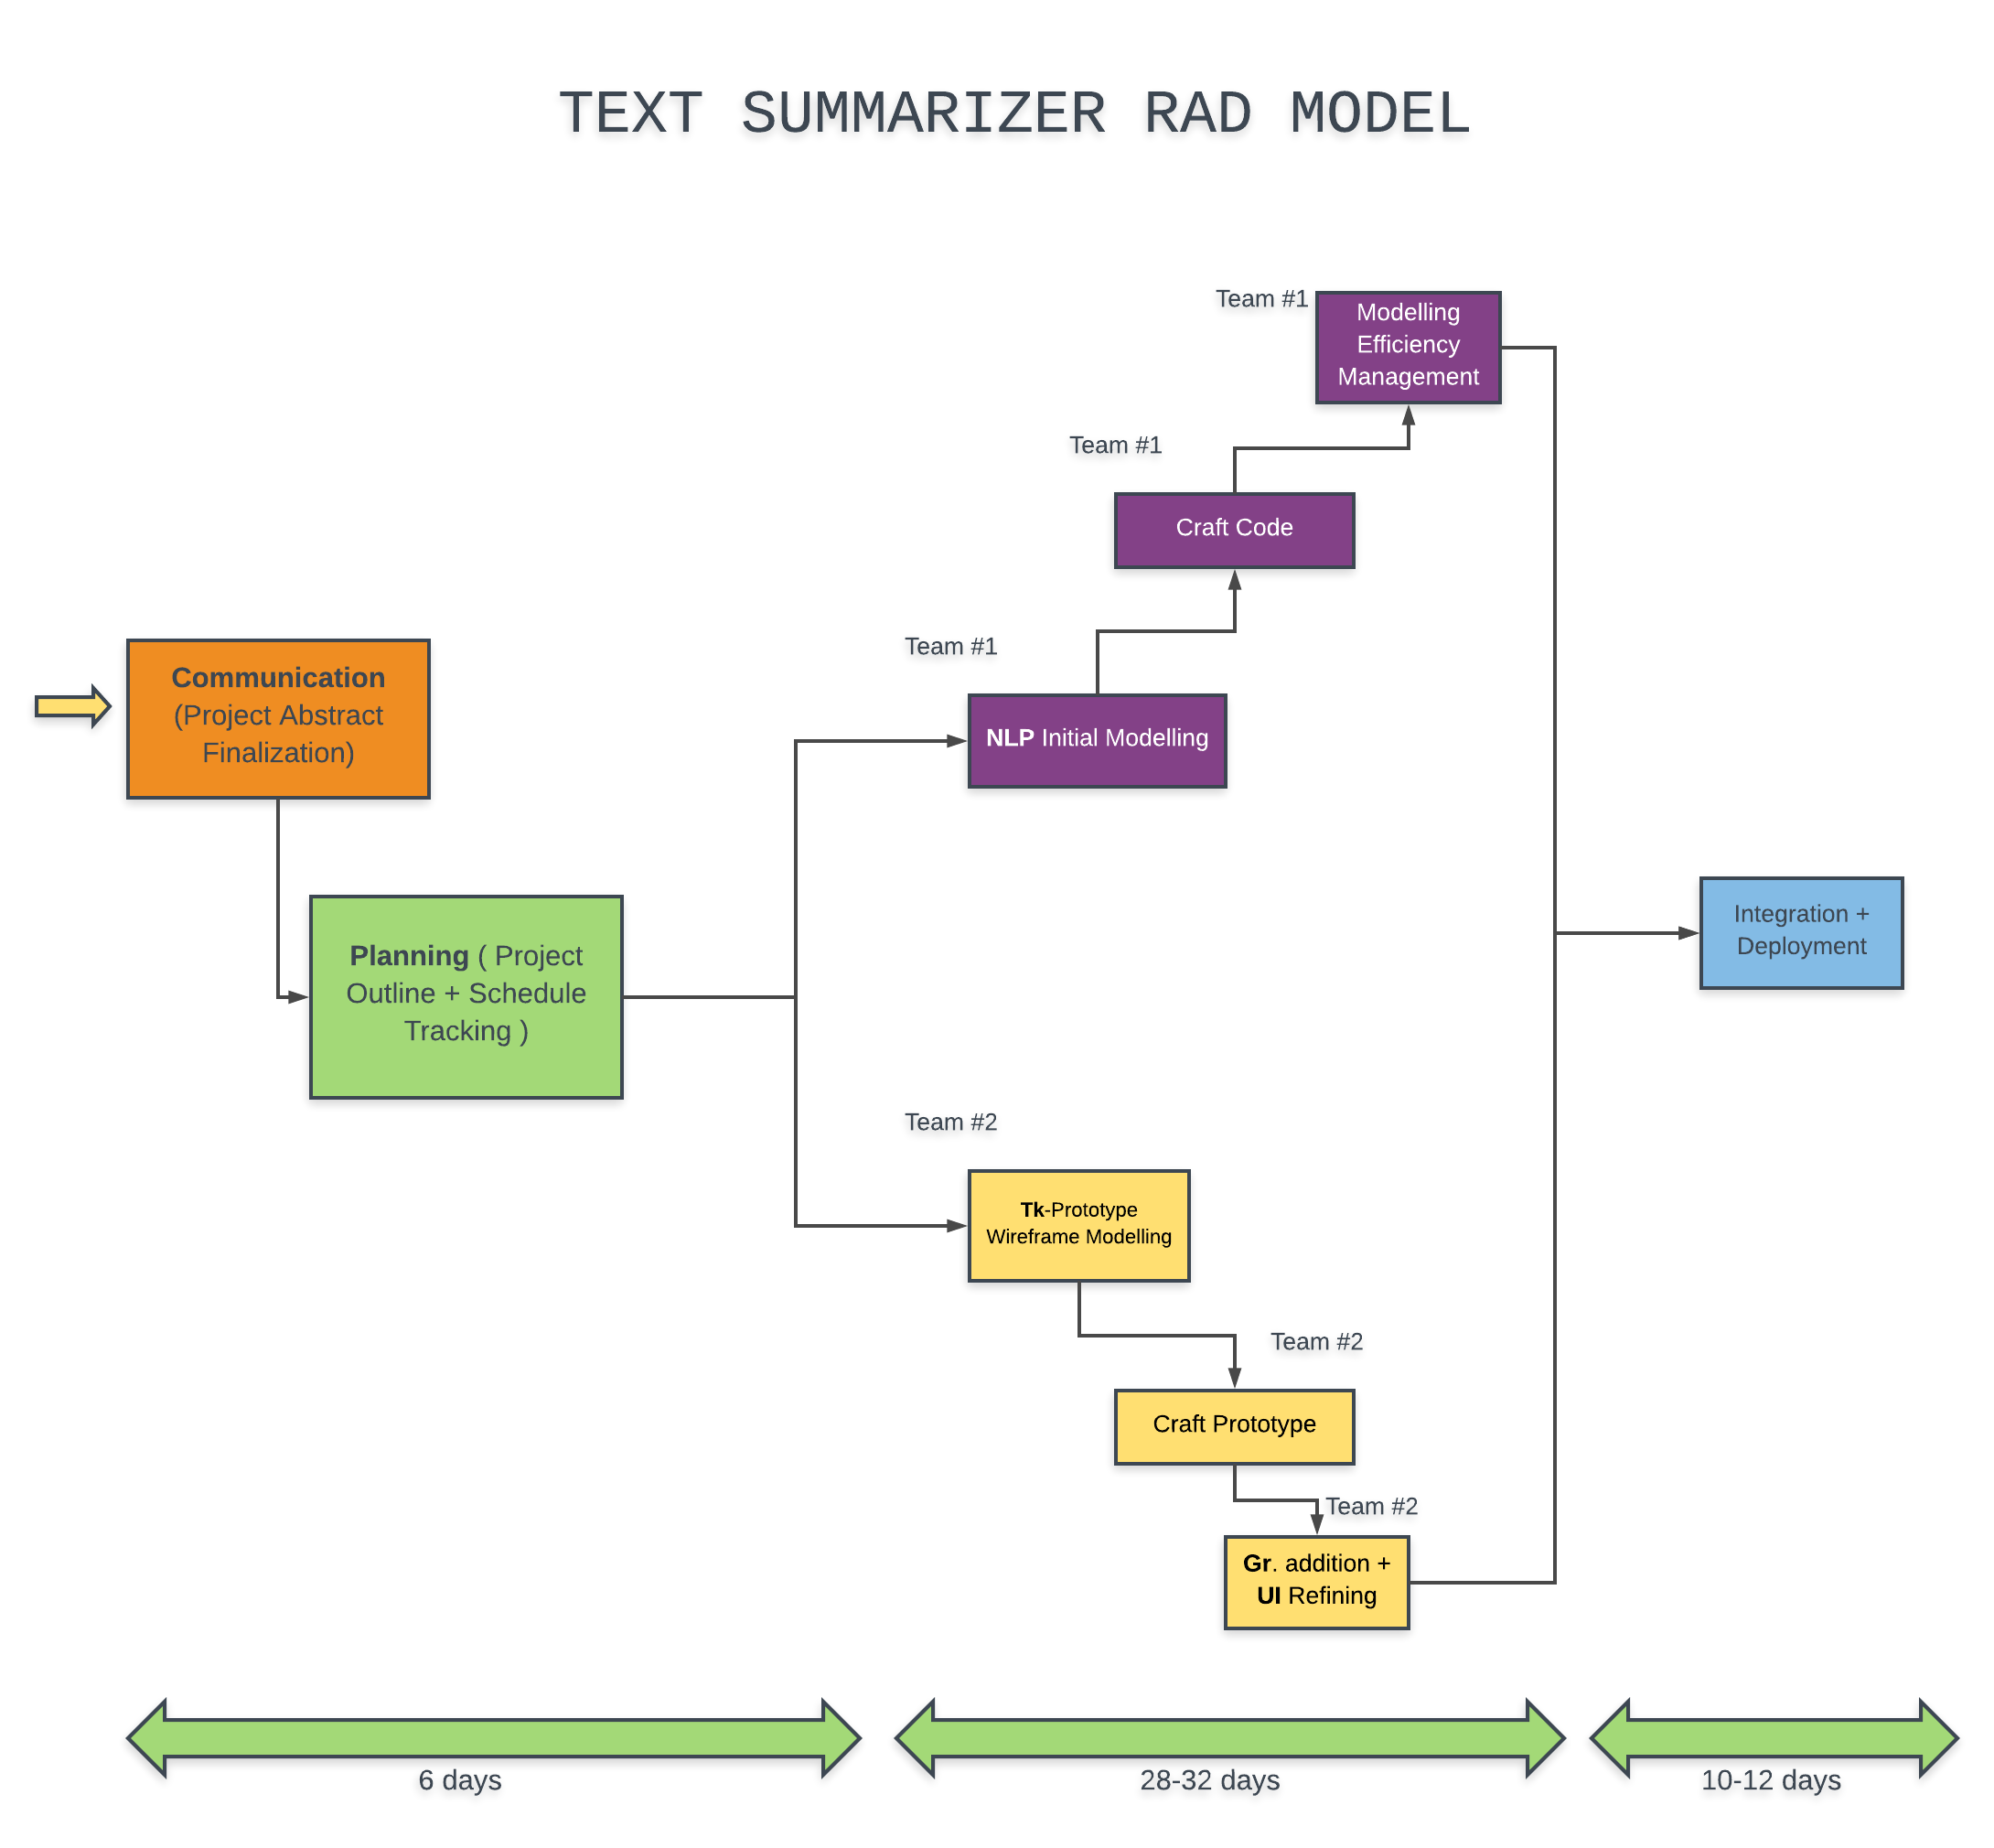 TEXT SUMMARIZER RAD MODEL
Team #1
Modelling
Efficiency
Management
Team #1
Craft Code
Team #1
NLP Initial Modelling
Communication
(Project Abstract
Finalization)
Planning ( Project
Outline + Schedule
Tracking )
Integration +
Deployment
Team #2
Tk-Prototype
Wireframe Modelling
Team #2
Craft Prototype
Team #2
Gr. addition +
UI Refining
6 days
28-32 days
10-12 days